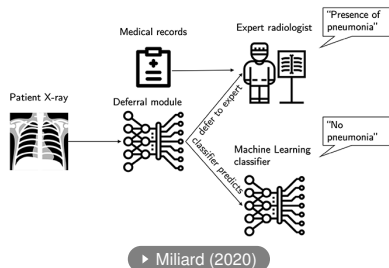 Medical records
Expert radiologist
"Presence of
pneumonia"
Patient X-ray
Deferral module
defer to expert
classifier predicts
Machine Learning
classifier
"No
pneumonia"
Miliard (2020)